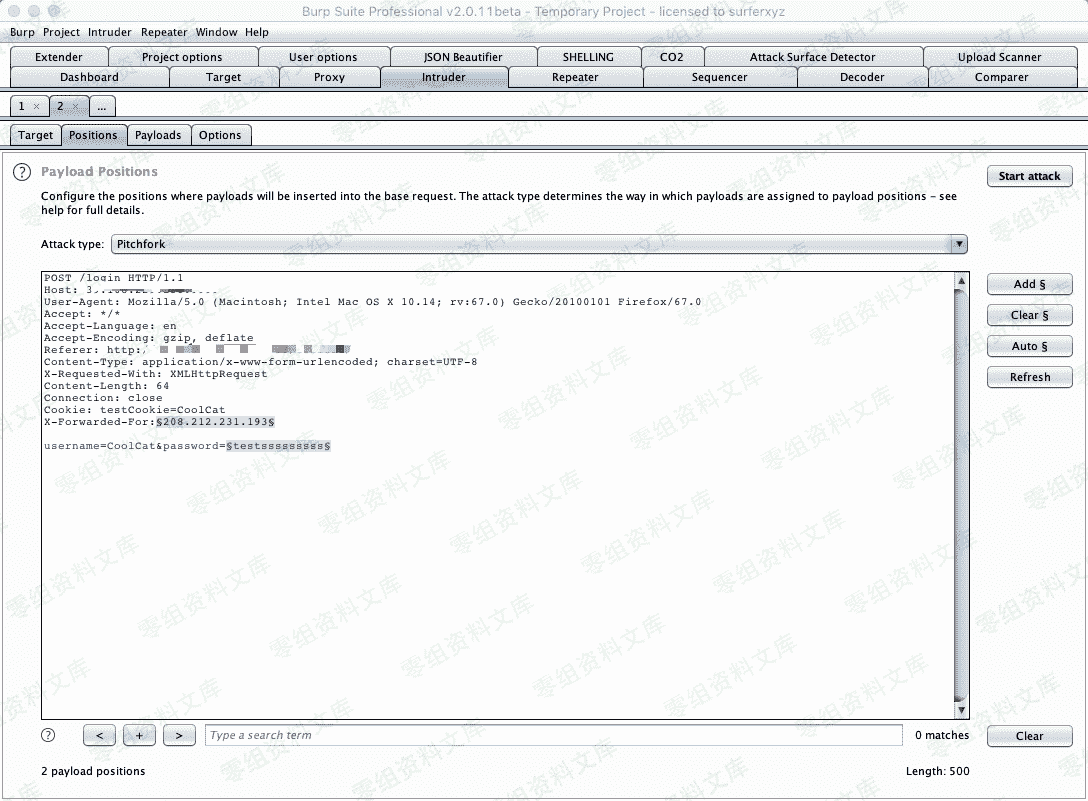 Burp Suite Professional v2.0.11beta - Temporary Project - licensed to surferxyz
Burp Project Intruder Repeater Window Help
Extender Project options User options JSON Beautifier SHELLING CO2 Attack Surface Detector Upload Scanner
Dashboard Target Proxy Intruder Repeater Sequencer Decoder Comparer
1 × 2 × ...
Target Positions Payloads Options
? Payload Positions Start attack
Configure the positions where payloads will be inserted into the base request. The attack type determines the way in which payloads are assigned to payload positions – see
help for full details.
Attack type: Pitchfork
POST /login HTTP/1.1
Host:
User-Agent: Mozilla/5.0 (Macintosh; Intel Mac OS X 10.14; rv:67.0) Gecko/20100101 Firefox/67.0
Accept: */*
Accept-Language: en
Accept-Encoding: gzip, deflate
Referer: http:/
Content-Type: application/x-www-form-urlencoded; charset=UTF-8
X-Requested-With: XMLHttpRequest
Content-Length: 64
Connection: close
Cookie: testCookie=CoolCat
X-Forwarded-For:§208.212.231.193§
username=CoolCat&password=§testsssssssss§
Add §
Clear §
Auto §
Refresh
? < + > Type a search term 0 matches Clear
2 payload positions Length: 500
零组资料文库